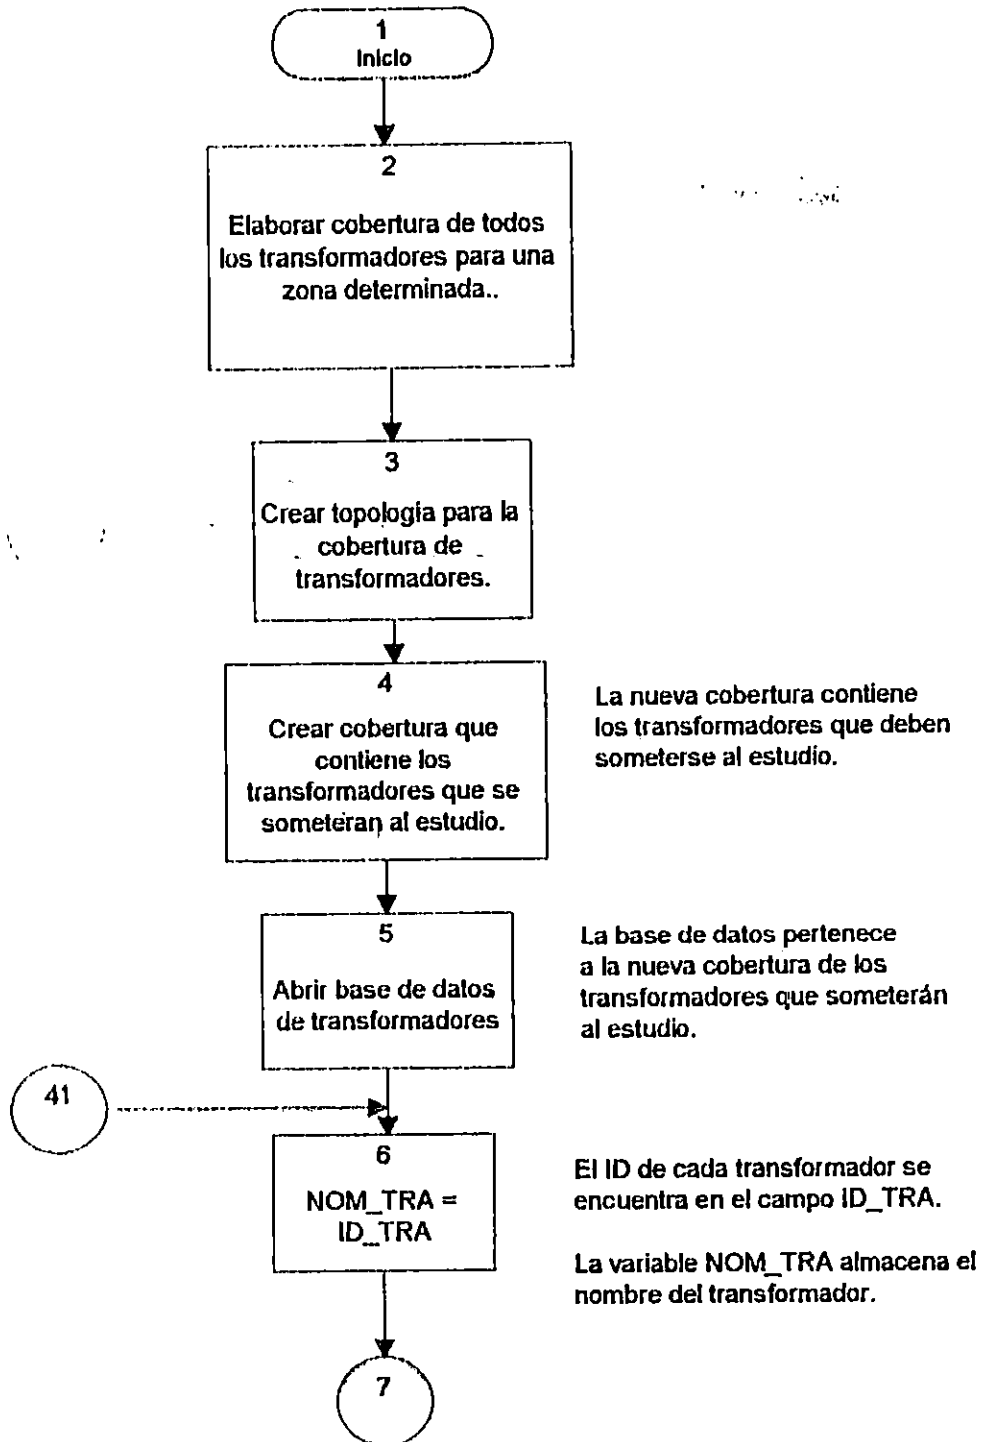 1
Inicio
2
Elaborar cobertura de todos
los transformadores para una
zona determinada..
3
Crear topología para la
cobertura de
transformadores.
4
Crear cobertura que
contiene los
transformadores que se
someteran al estudio.
La nueva cobertura contiene
los transformadores que deben
someterse al estudio.
5
Abrir base de datos
de transformadores
La base de datos pertenece
a la nueva cobertura de los
transformadores que someterán
al estudio.
41
6
NOM_TRA =
ID_TRA
El ID de cada transformador se
encuentra en el campo ID_TRA.
La variable NOM_TRA almacena el
nombre del transformador.
7